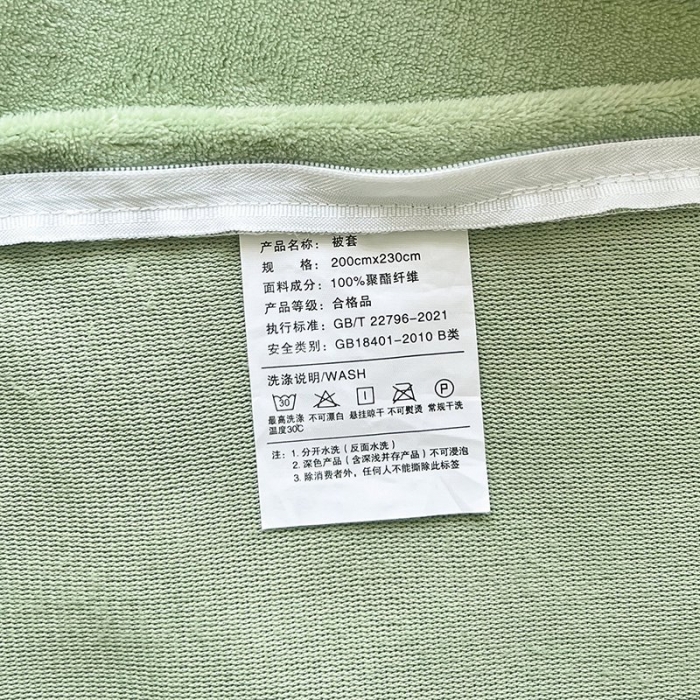 产品名称：被套
规　　格：200cmx230cm
面料成分：100%聚酯纤维
产品等级：合格品
执行标准：GB/T 22796-2021
安全类别：GB18401-2010 B类
洗涤说明/WASH
30 P
最高洗涤温度30℃ 不可漂白 悬挂晾干 不可熨烫 常规干洗
注：1. 分开水洗（反面水洗）
2. 深色产品（含深浅并存产品）不可浸泡
3. 除消费者外，任何人不能撕除此标签